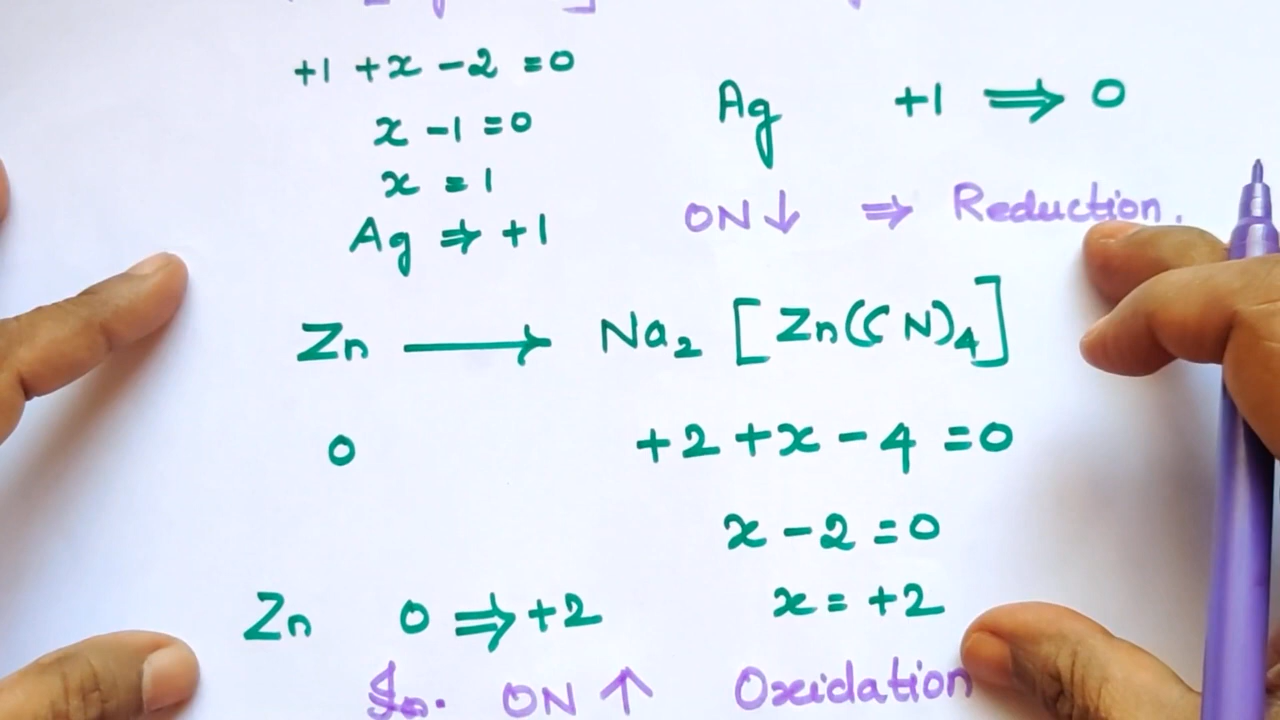 +1 + x - 2 = 0
x - 1 = 0
x = 1
Ag ⇒ +1
Ag +1 ⟹ 0
ON ↓ ⇒ Reduction.
Zn ⟶ Na₂ [Zn(CN)₄]
0 +2 + x - 4 = 0
x - 2 = 0
x = +2
Zn 0 ⟹ +2
ON ↑ Oxidation